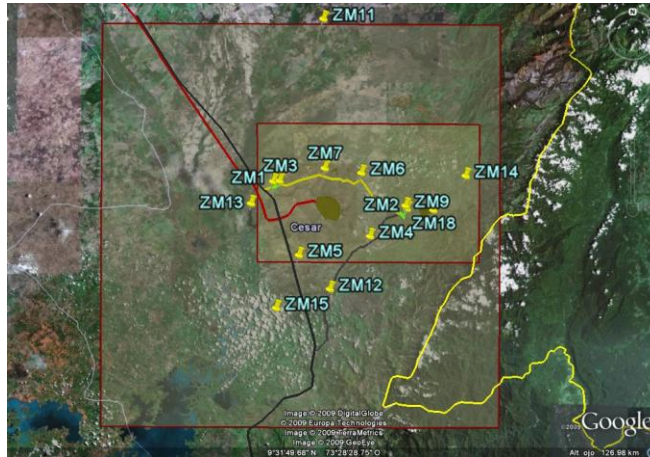 N
ZM11
ZM7
ZM3
ZM6
ZM1
ZM14
ZM13
ZM2
ZM9
ZM18
Cesar
ZM4
ZM5
ZM12
ZM15
Image © 2009 DigitalGlobe
© 2009 Europa Technologies
Image © 2009 TerraMetrics
Image © 2009 GeoEye
©2009 Google
9°31'49.68" N 73°28'28.75" O
Alt. ojo 126.98 km